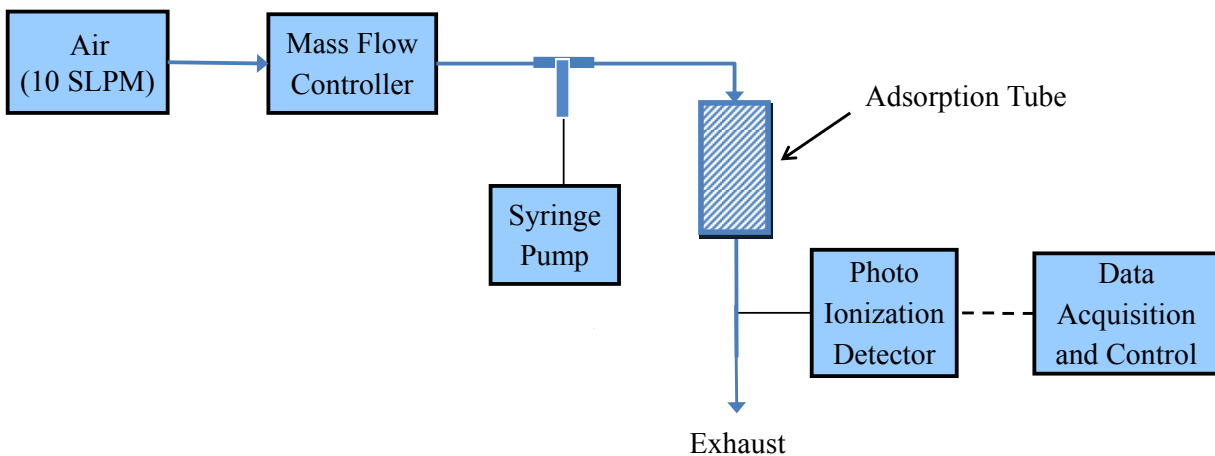 Air
(10 SLPM)
Mass Flow
Controller
Adsorption Tube
Syringe
Pump
Photo
Ionization
Detector
Data
Acquisition
and Control
Exhaust